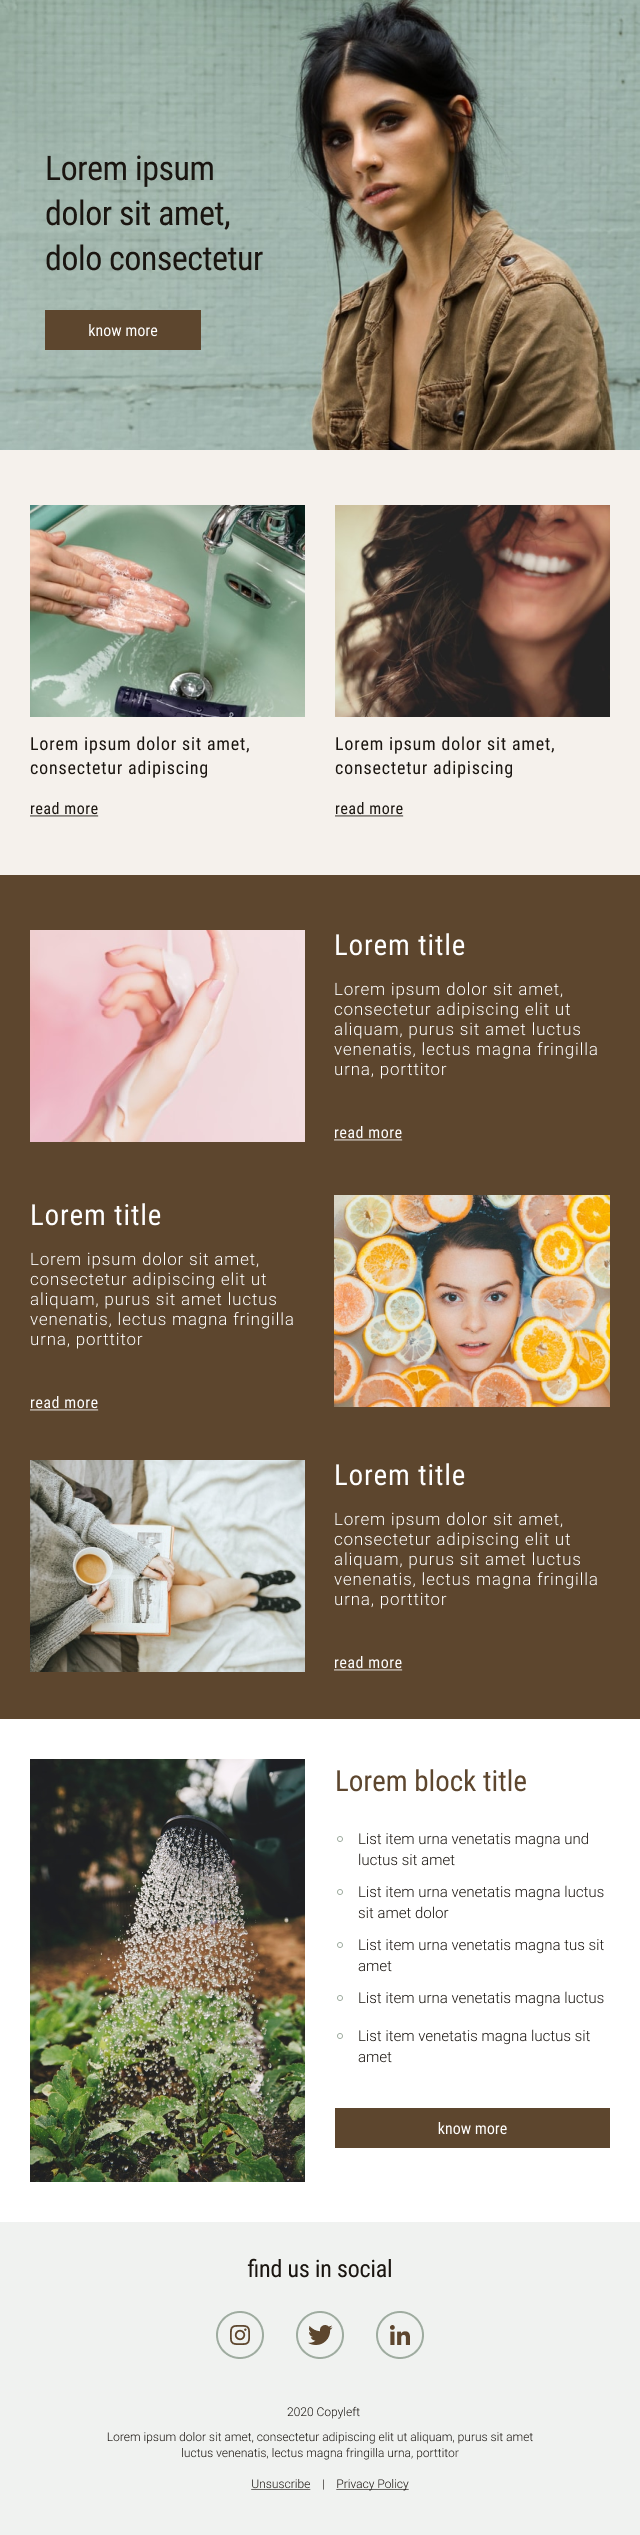 Lorem ipsum
dolor sit amet,
dolo consectetur
know more
Lorem ipsum dolor sit amet,
consectetur adipiscing
read more
Lorem ipsum dolor sit amet,
consectetur adipiscing
read more
Lorem title
Lorem ipsum dolor sit amet,
consectetur adipiscing elit ut
aliquam, purus sit amet luctus
venenatis, lectus magna fringilla
urna, porttitor
read more
Lorem title
Lorem ipsum dolor sit amet,
consectetur adipiscing elit ut
aliquam, purus sit amet luctus
venenatis, lectus magna fringilla
urna, porttitor
read more
Lorem title
Lorem ipsum dolor sit amet,
consectetur adipiscing elit ut
aliquam, purus sit amet luctus
venenatis, lectus magna fringilla
urna, porttitor
read more
Lorem block title
List item urna venetatis magna und
luctus sit amet
List item urna venetatis magna luctus
sit amet dolor
List item urna venetatis magna tus sit
amet
List item urna venetatis magna luctus
List item venetatis magna luctus sit
amet
know more
find us in social
in
2020 Copyleft
Lorem ipsum dolor sit amet, consectetur adipiscing elit ut aliquam, purus sit amet
luctus venenatis, lectus magna fringilla urna, porttitor
Unsuscribe | Privacy Policy